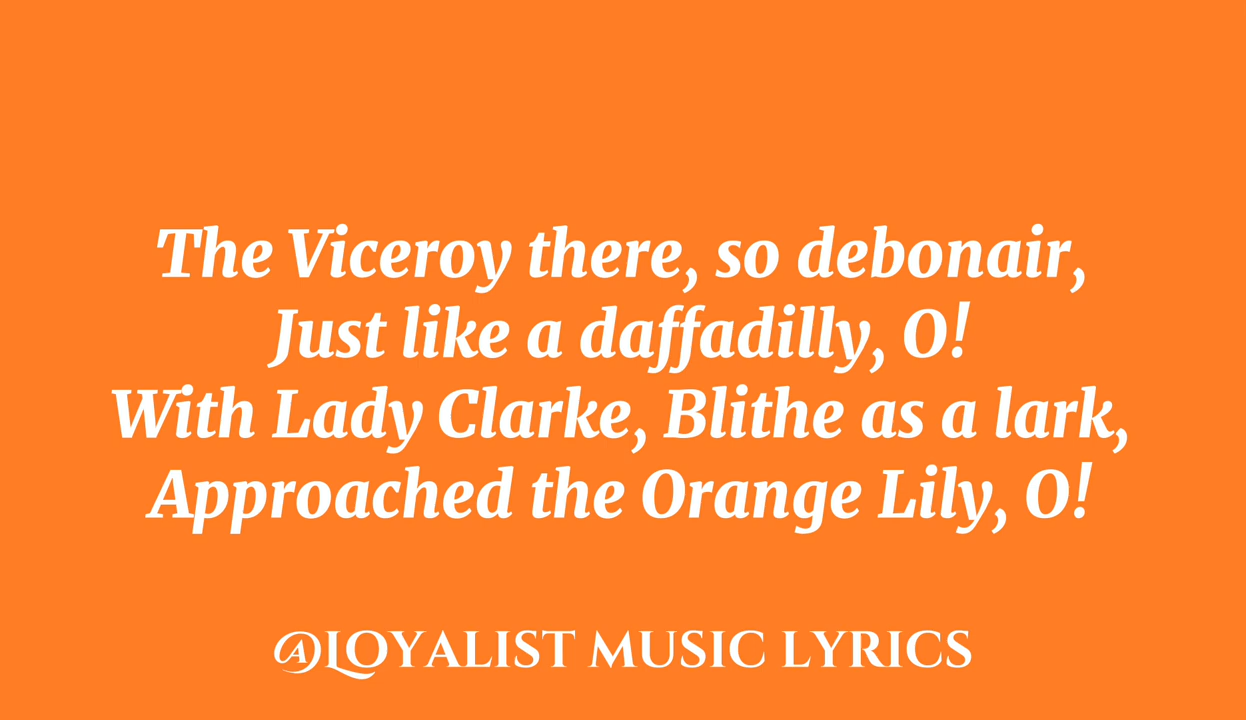 The Viceroy there, so debonair,
Just like a daffadilly, O!
With Lady Clarke, Blithe as a lark,
Approached the Orange Lily, O!
@LOYALIST MUSIC LYRICS